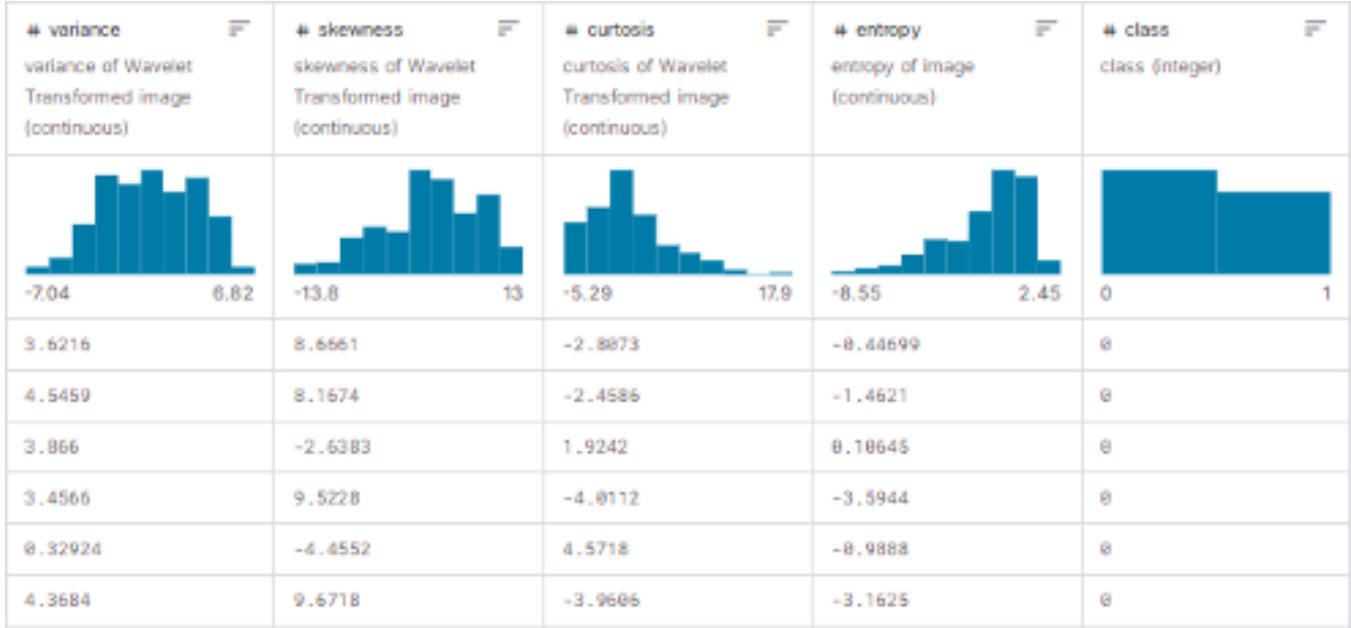 # variance # skewness # curtosis # entropy # class
variance of Wavelet skewness of Wavelet curtosis of Wavelet entropy of image class (integer)
Transformed image Transformed image Transformed image (continuous)
(continuous) (continuous) (continuous)
-7.04 6.82 -13.8 13 -5.29 17.9 -8.55 2.45 0 1
3.6216 8.6661 -2.8073 -0.44699 0
4.5459 8.1674 -2.4586 -1.4621 0
3.866 -2.6383 1.9242 0.10645 0
3.4566 9.5228 -4.0112 -3.5944 0
0.32924 -4.4552 4.5718 -0.9888 0
4.3684 9.6718 -3.9606 -3.1625 0